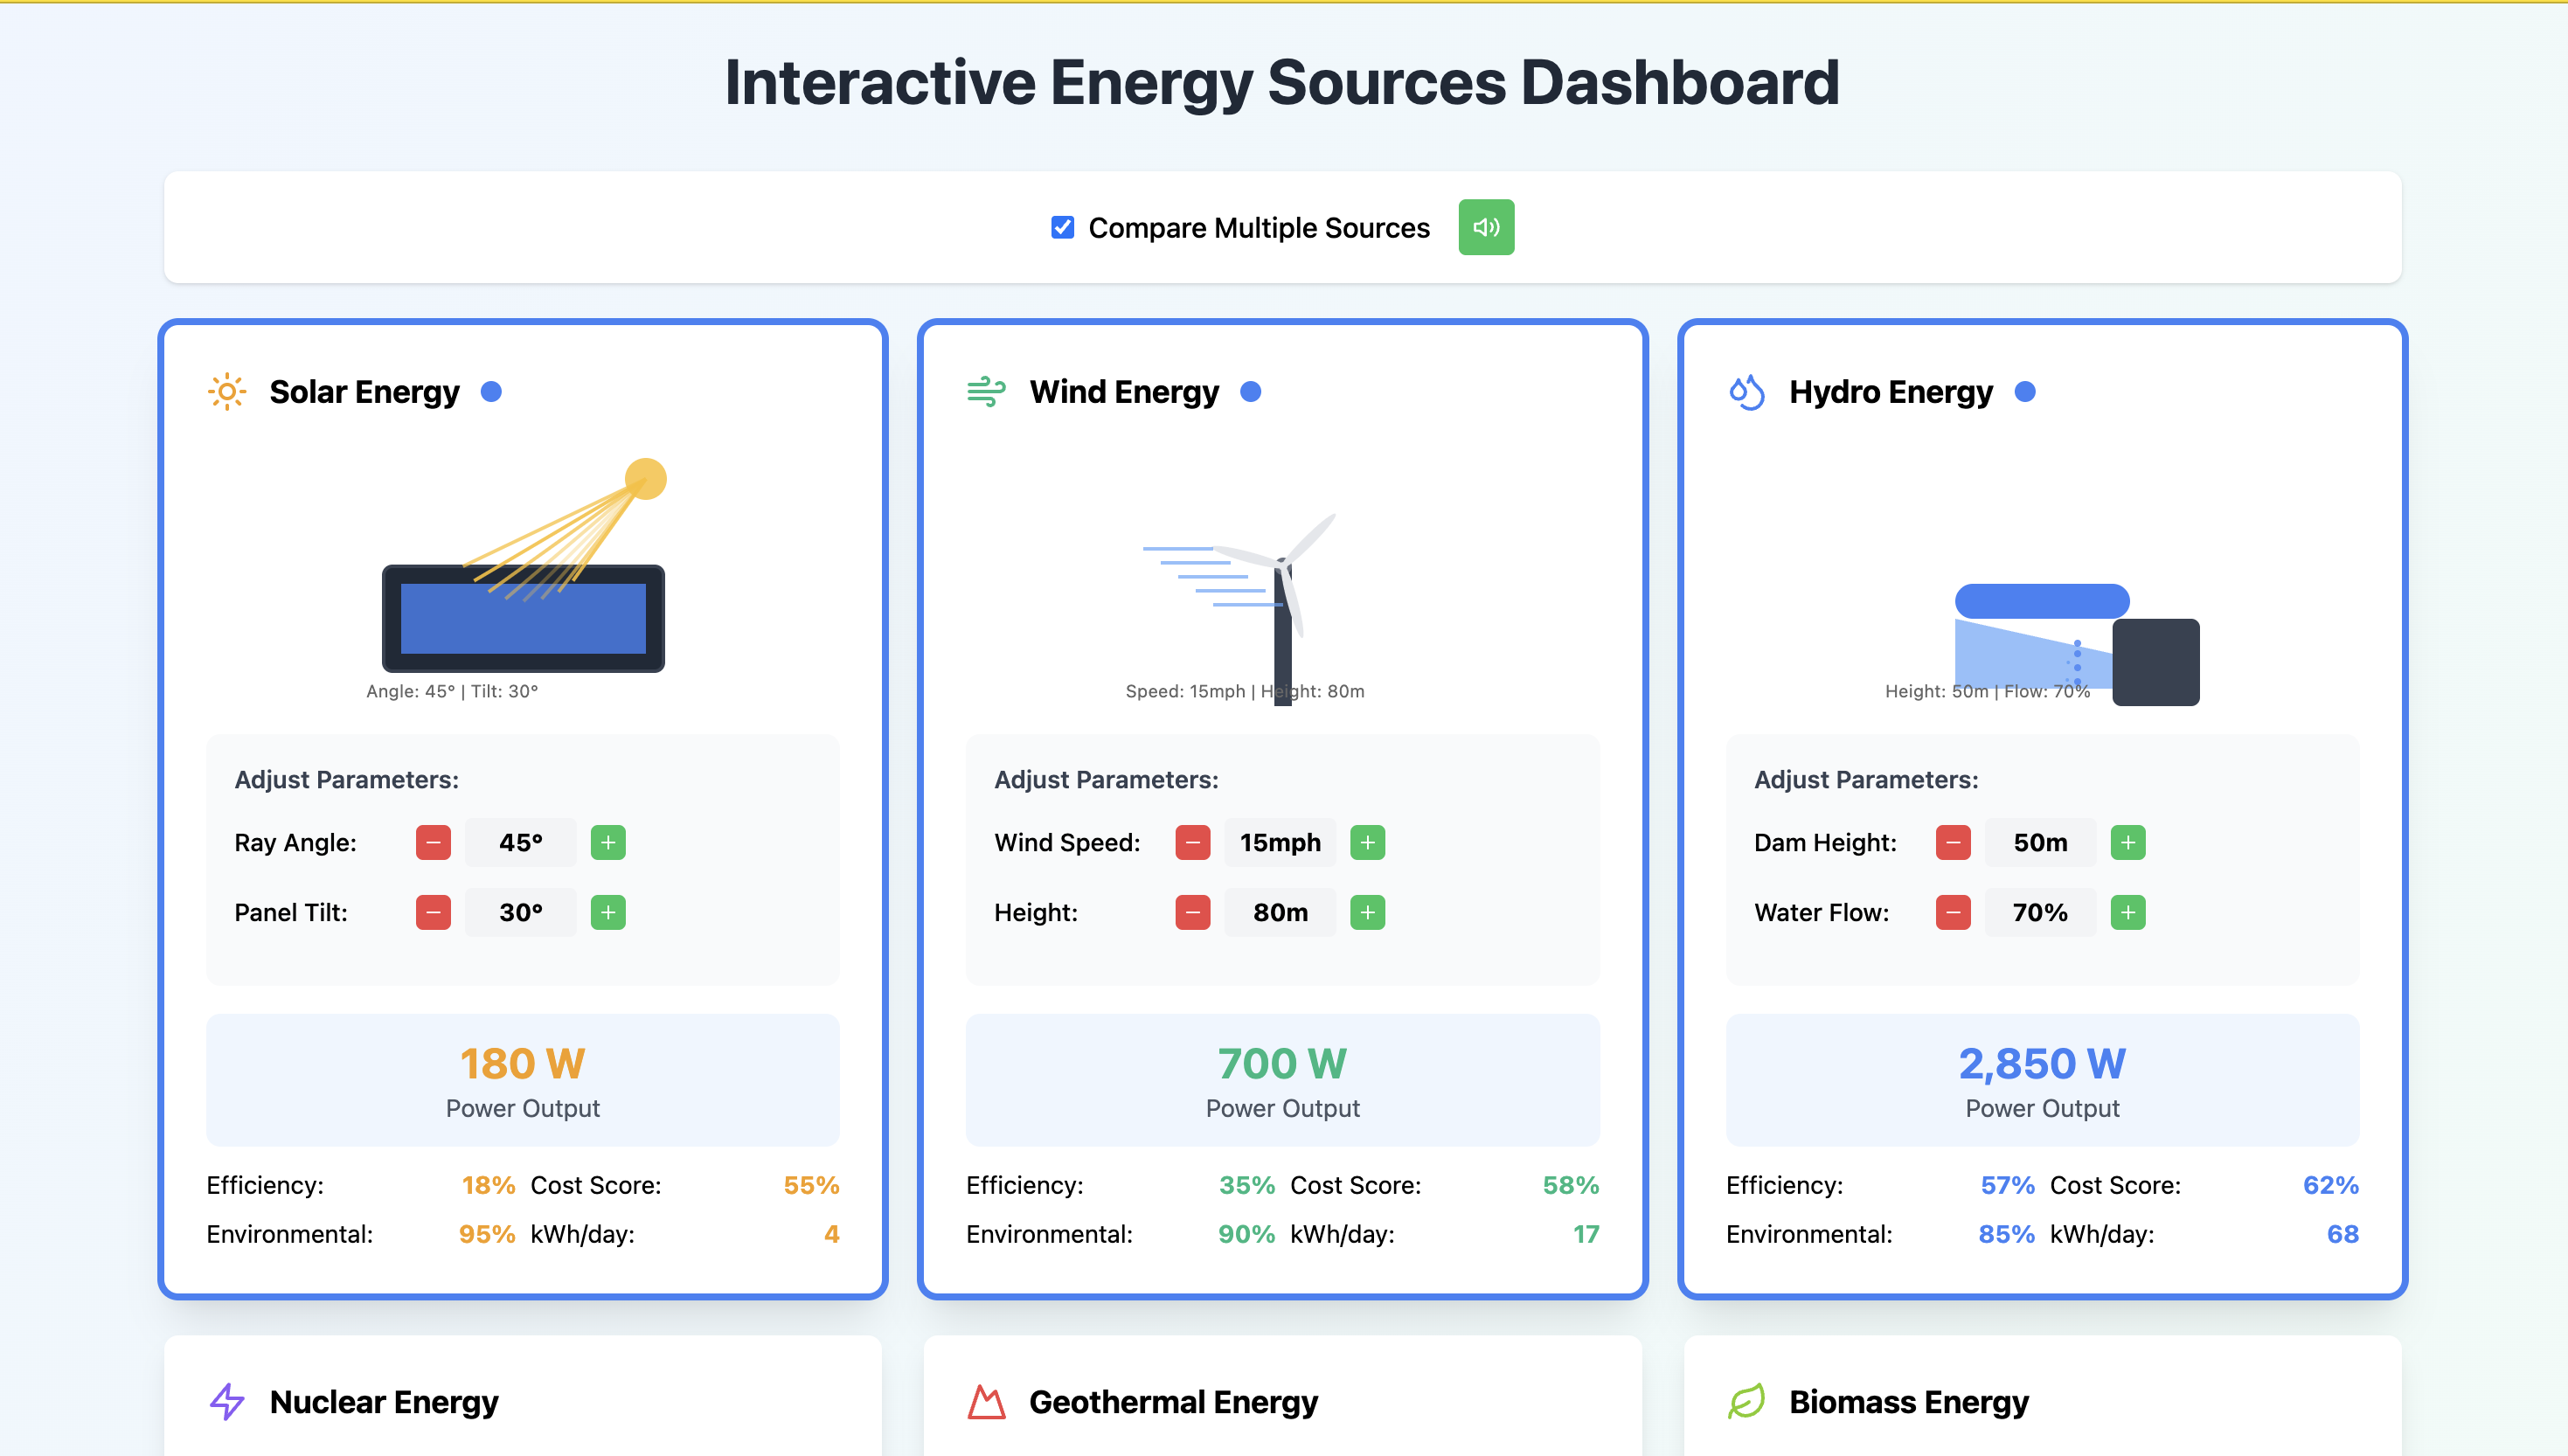 Interactive Energy Sources Dashboard
Compare Multiple Sources
Solar Energy
Angle: 45° | Tilt: 30°
Adjust Parameters:
Ray Angle: − 45° +
Panel Tilt: − 30° +
180 W
Power Output
Efficiency: 18% Cost Score: 55%
Environmental: 95% kWh/day: 4
Wind Energy
Speed: 15mph | Height: 80m
Adjust Parameters:
Wind Speed: − 15mph +
Height: − 80m +
700 W
Power Output
Efficiency: 35% Cost Score: 58%
Environmental: 90% kWh/day: 17
Hydro Energy
Height: 50m | Flow: 70%
Adjust Parameters:
Dam Height: − 50m +
Water Flow: − 70% +
2,850 W
Power Output
Efficiency: 57% Cost Score: 62%
Environmental: 85% kWh/day: 68
Nuclear Energy
Geothermal Energy
Biomass Energy